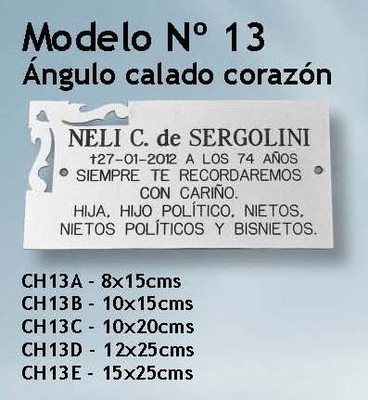 Modelo Nº 13
Ángulo calado corazón
NELI C. de SERGOLINI
†27-01-2012 A LOS 74 AÑOS
SIEMPRE TE RECORDAREMOS
CON CARIÑO.
HIJA, HIJO POLÍTICO, NIETOS,
NIETOS POLÍTICOS Y BISNIETOS.
CH13A - 8x15cms
CH13B - 10x15cms
CH13C - 10x20cms
CH13D - 12x25cms
CH13E - 15x25cms